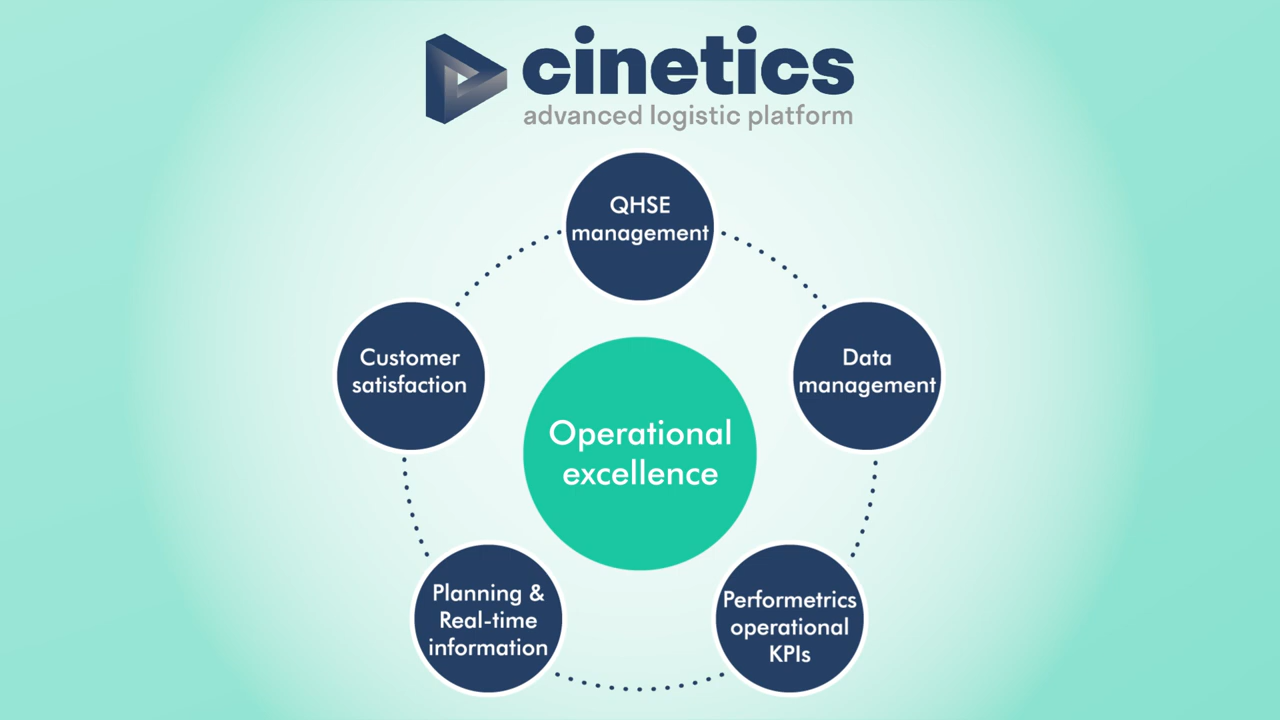 cinetics
advanced logistic platform
QHSE
management
Customer
satisfaction
Data
management
Operational
excellence
Planning &
Real-time
information
Performetrics
operational
KPIs